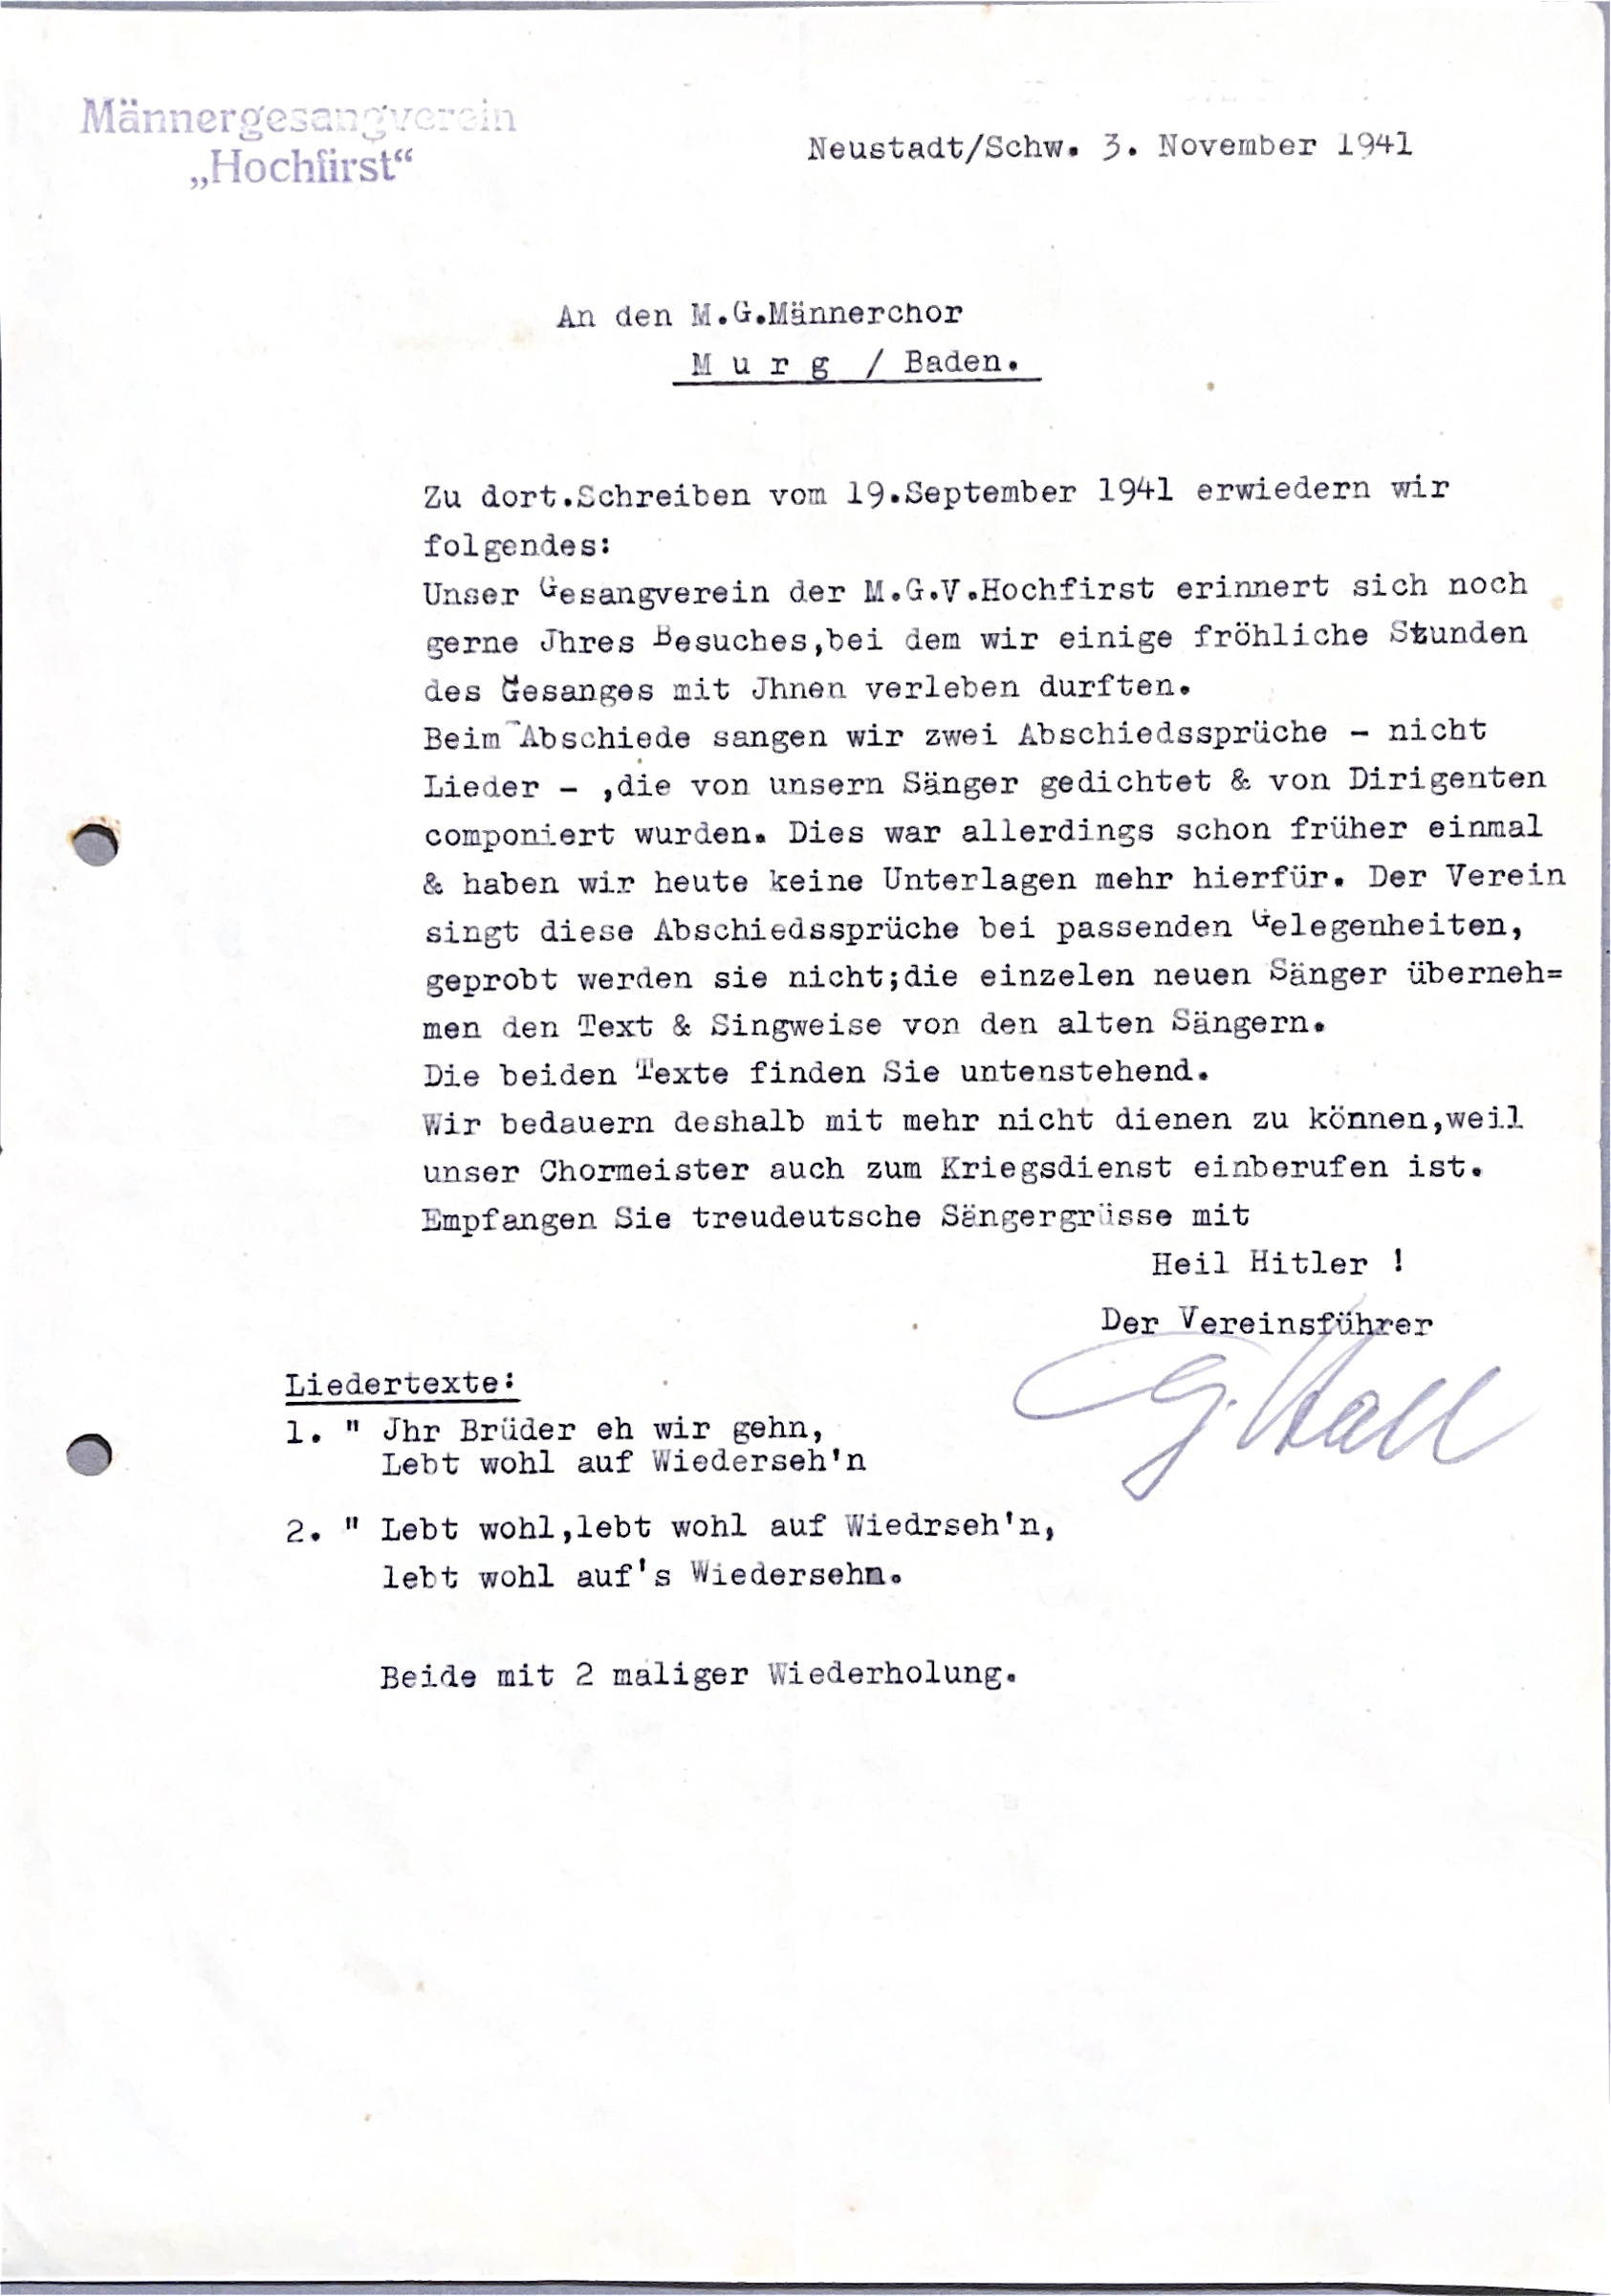 Männergesangverein
„Hochfirst“
Neustadt/Schw. 3. November 1941
An den M.G.Männerchor
M u r g / Baden.
Zu dort.Schreiben vom 19.September 1941 erwiedern wir
folgendes:
Unser Gesangverein der M.G.V.Hochfirst erinnert sich noch
gerne Jhres Besuches,bei dem wir einige fröhliche Stunden
des Gesanges mit Jhnen verleben durften.
Beim Abschiede sangen wir zwei Abschiedssprüche - nicht
Lieder - ,die von unsern Sänger gedichtet & von Dirigenten
componiert wurden. Dies war allerdings schon früher einmal
& haben wir heute keine Unterlagen mehr hierfür. Der Verein
singt diese Abschiedssprüche bei passenden Gelegenheiten,
geprobt werden sie nicht;die einzelen neuen Sänger überneh=
men den Text & Singweise von den alten Sängern.
Die beiden Texte finden Sie untenstehend.
Wir bedauern deshalb mit mehr nicht dienen zu können,weil
unser Chormeister auch zum Kriegsdienst einberufen ist.
Empfangen Sie treudeutsche Sängergrüsse mit
Heil Hitler !
Der Vereinsführer
Liedertexte:
1. " Jhr Brüder eh wir gehn,
Lebt wohl auf Wiederseh'n
2. " Lebt wohl,lebt wohl auf Wiedrseh'n,
lebt wohl auf's Wiedersehn.
Beide mit 2 maliger Wiederholung.